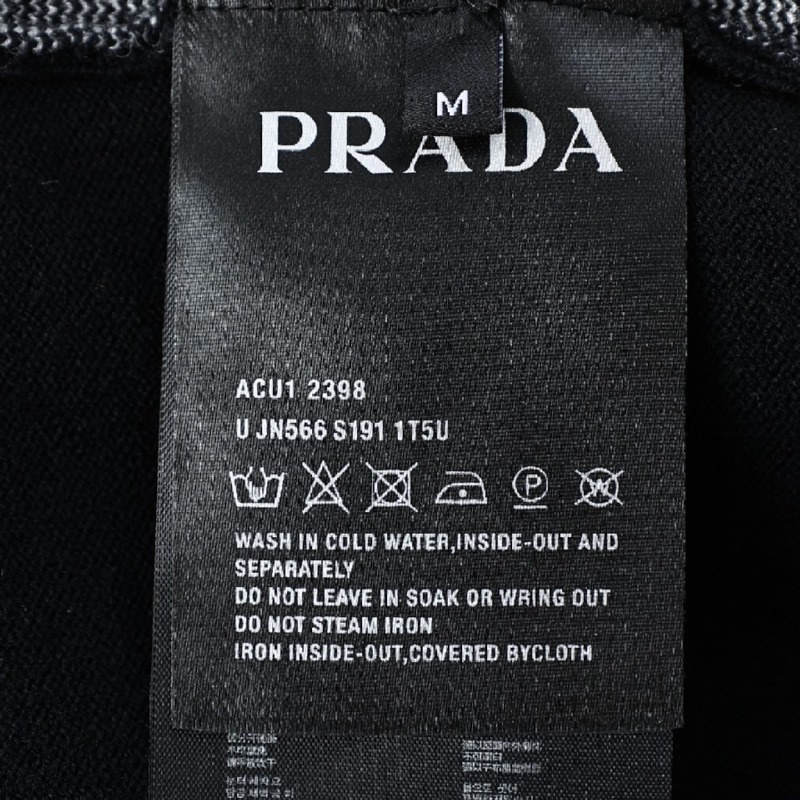 M
PRADA
ACU1 2398
U JN566 S191 1T5U
P
W
WASH IN COLD WATER,INSIDE-OUT AND
SEPARATELY
DO NOT LEAVE IN SOAK OR WRING OUT
DO NOT STEAM IRON
IRON INSIDE-OUT,COVERED BYCLOTH